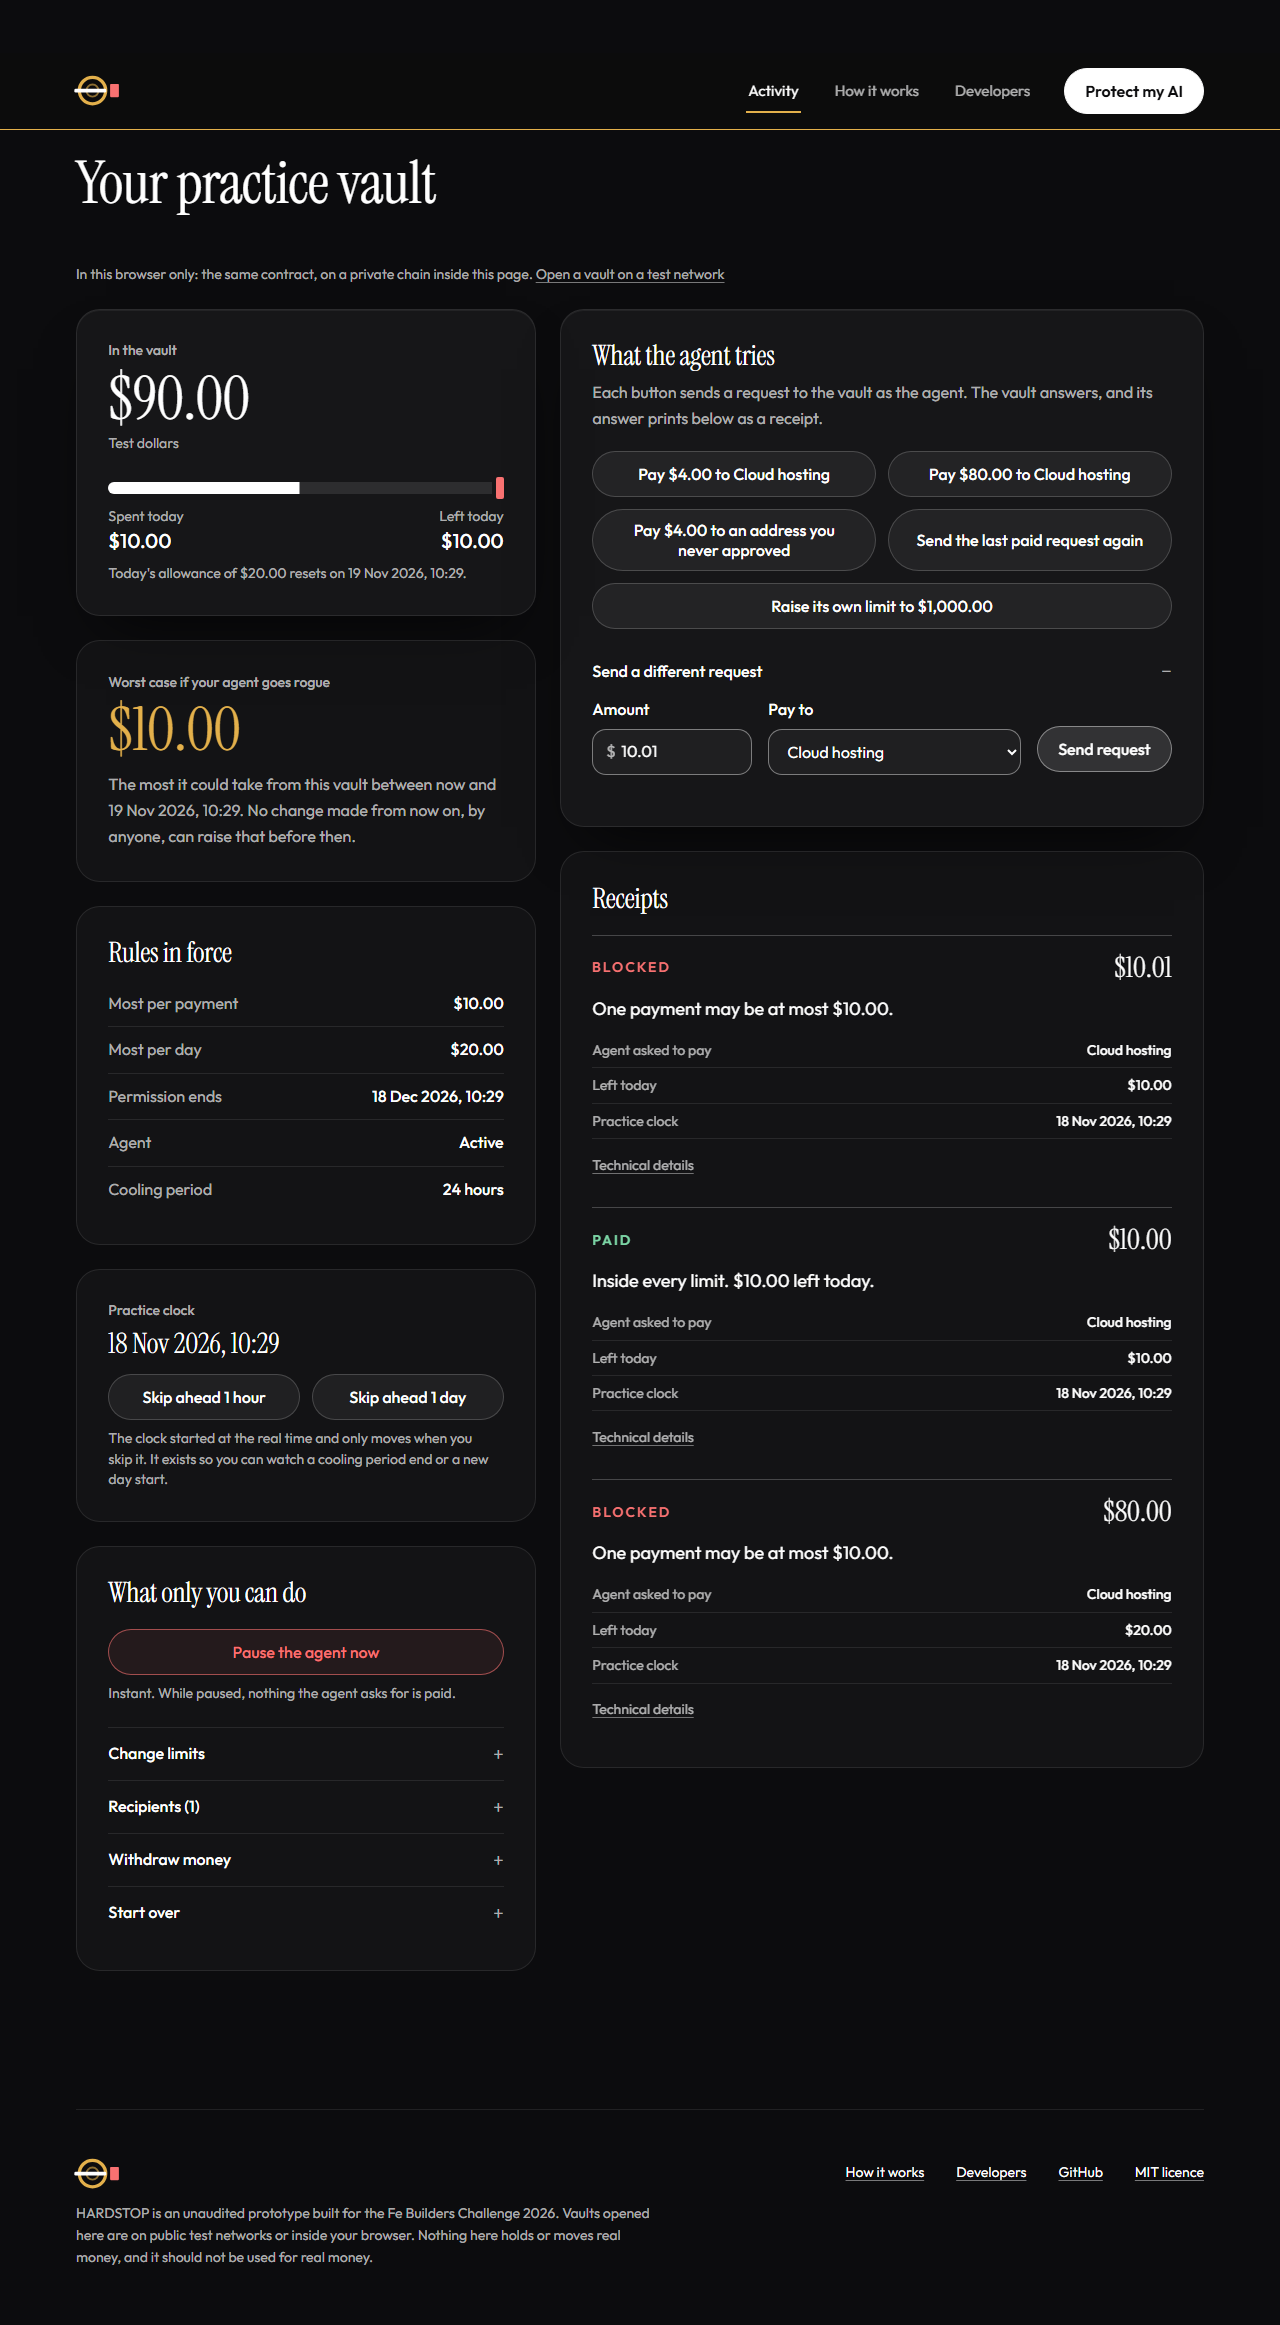 Activity
How it works
Developers
Protect my AI
Your practice vault
In this browser only: the same contract, on a private chain inside this page. Open a vault on a test network
In the vault
$90.00
Test dollars
Spent today
Left today
$10.00
$10.00
Today's allowance of $20.00 resets on 19 Nov 2026, 10:29.
Worst case if your agent goes rogue
$10.00
The most it could take from this vault between now and
19 Nov 2026, 10:29. No change made from now on, by
anyone, can raise that before then.
Rules in force
Most per payment
$10.00
Most per day
$20.00
Permission ends
18 Dec 2026, 10:29
Agent
Active
Cooling period
24 hours
Practice clock
18 Nov 2026, 10:29
Skip ahead 1 hour
Skip ahead 1 day
The clock started at the real time and only moves when you
skip it. It exists so you can watch a cooling period end or a new
day start.
What only you can do
Pause the agent now
Instant. While paused, nothing the agent asks for is paid.
Change limits +
Recipients (1) +
Withdraw money +
Start over +
What the agent tries
Each button sends a request to the vault as the agent. The vault answers, and its
answer prints below as a receipt.
Pay $4.00 to Cloud hosting
Pay $80.00 to Cloud hosting
Pay $4.00 to an address you
never approved
Send the last paid request again
Raise its own limit to $1,000.00
Send a different request –
Amount
Pay to
$ 10.01
Cloud hosting
Send request
Receipts
BLOCKED
$10.01
One payment may be at most $10.00.
Agent asked to pay
Cloud hosting
Left today
$10.00
Practice clock
18 Nov 2026, 10:29
Technical details
PAID
$10.00
Inside every limit. $10.00 left today.
Agent asked to pay
Cloud hosting
Left today
$10.00
Practice clock
18 Nov 2026, 10:29
Technical details
BLOCKED
$80.00
One payment may be at most $10.00.
Agent asked to pay
Cloud hosting
Left today
$20.00
Practice clock
18 Nov 2026, 10:29
Technical details
How it works
Developers
GitHub
MIT licence
HARDSTOP is an unaudited prototype built for the Fe Builders Challenge 2026. Vaults opened
here are on public test networks or inside your browser. Nothing here holds or moves real
money, and it should not be used for real money.